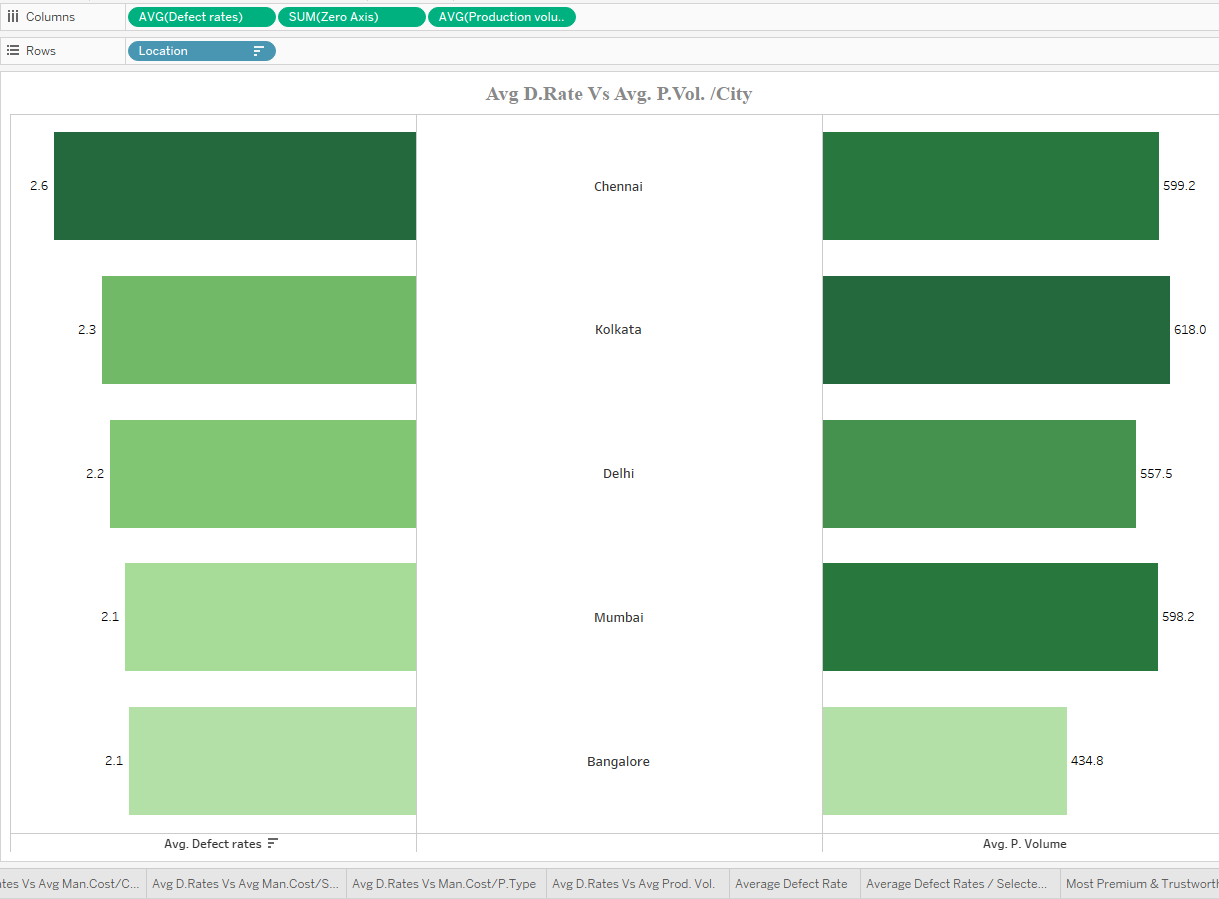 Columns AVG(Defect rates) SUM(Zero Axis) AVG(Production volu..
Rows Location
Avg D.Rate Vs Avg. P.Vol. /City
2.6 Chennai 599.2
2.3 Kolkata 618.0
2.2 Delhi 557.5
2.1 Mumbai 598.2
2.1 Bangalore 434.8
Avg. Defect rates Avg. P. Volume
ates Vs Avg Man.Cost/C... Avg D.Rates Vs Avg Man.Cost/S... Avg D.Rates Vs Man.Cost/P.Type Avg D.Rates Vs Avg Prod. Vol. Average Defect Rate Average Defect Rates / Selecte... Most Premium & Trustworth